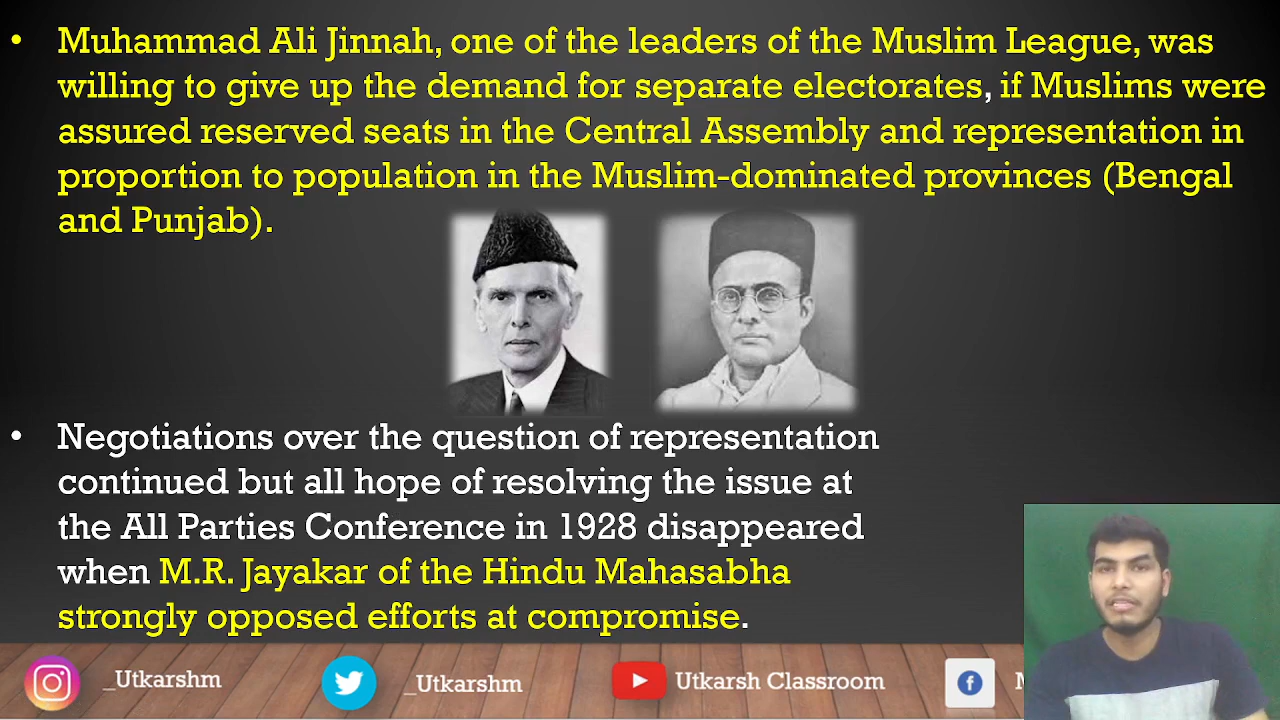 • Muhammad Ali Jinnah, one of the leaders of the Muslim League, was
willing to give up the demand for separate electorates, if Muslims were
assured reserved seats in the Central Assembly and representation in
proportion to population in the Muslim-dominated provinces (Bengal
and Punjab).
• Negotiations over the question of representation
continued but all hope of resolving the issue at
the All Parties Conference in 1928 disappeared
when M.R. Jayakar of the Hindu Mahasabha
strongly opposed efforts at compromise.
_Utkarshm
_Utkarshm
Utkarsh Classroom